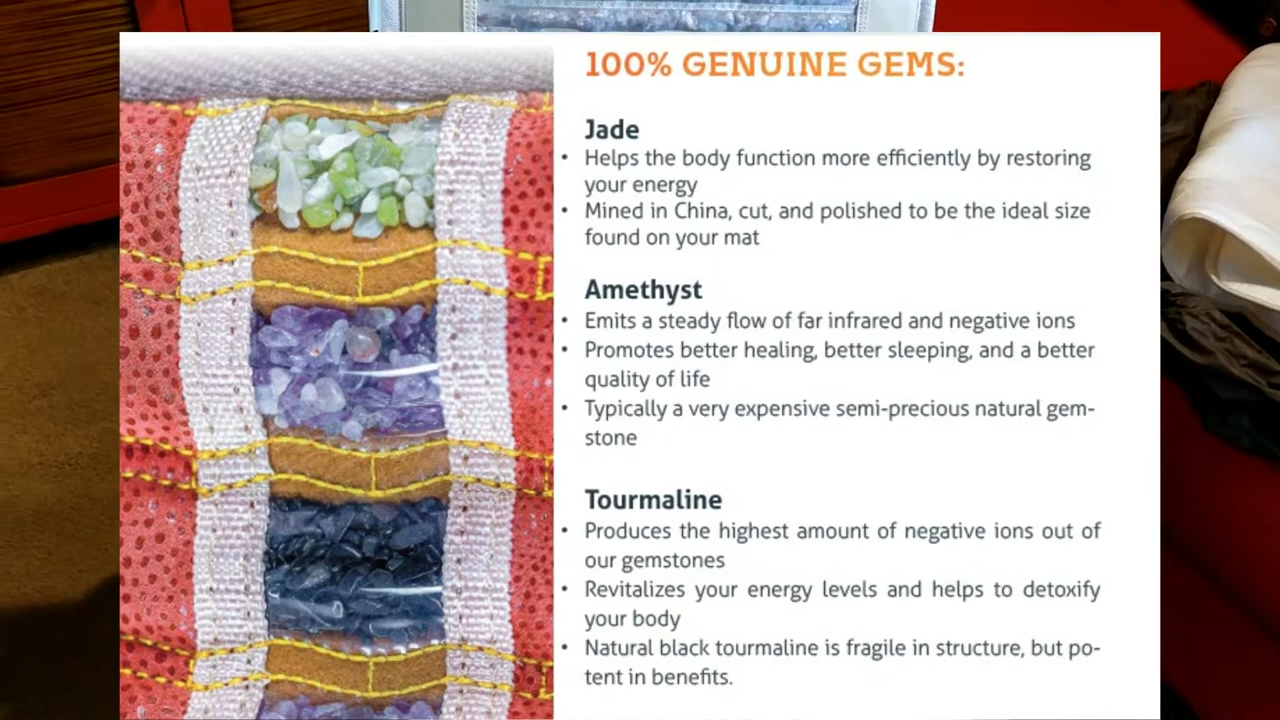 100% GENUINE GEMS:
Jade
• Helps the body function more efficiently by restoring
your energy
• Mined in China, cut, and polished to be the ideal size
found on your mat
Amethyst
• Emits a steady flow of far infrared and negative ions
• Promotes better healing, better sleeping, and a better
quality of life
• Typically a very expensive semi-precious natural gem-
stone
Tourmaline
• Produces the highest amount of negative ions out of
our gemstones
• Revitalizes your energy levels and helps to detoxify
your body
• Natural black tourmaline is fragile in structure, but po-
tent in benefits.